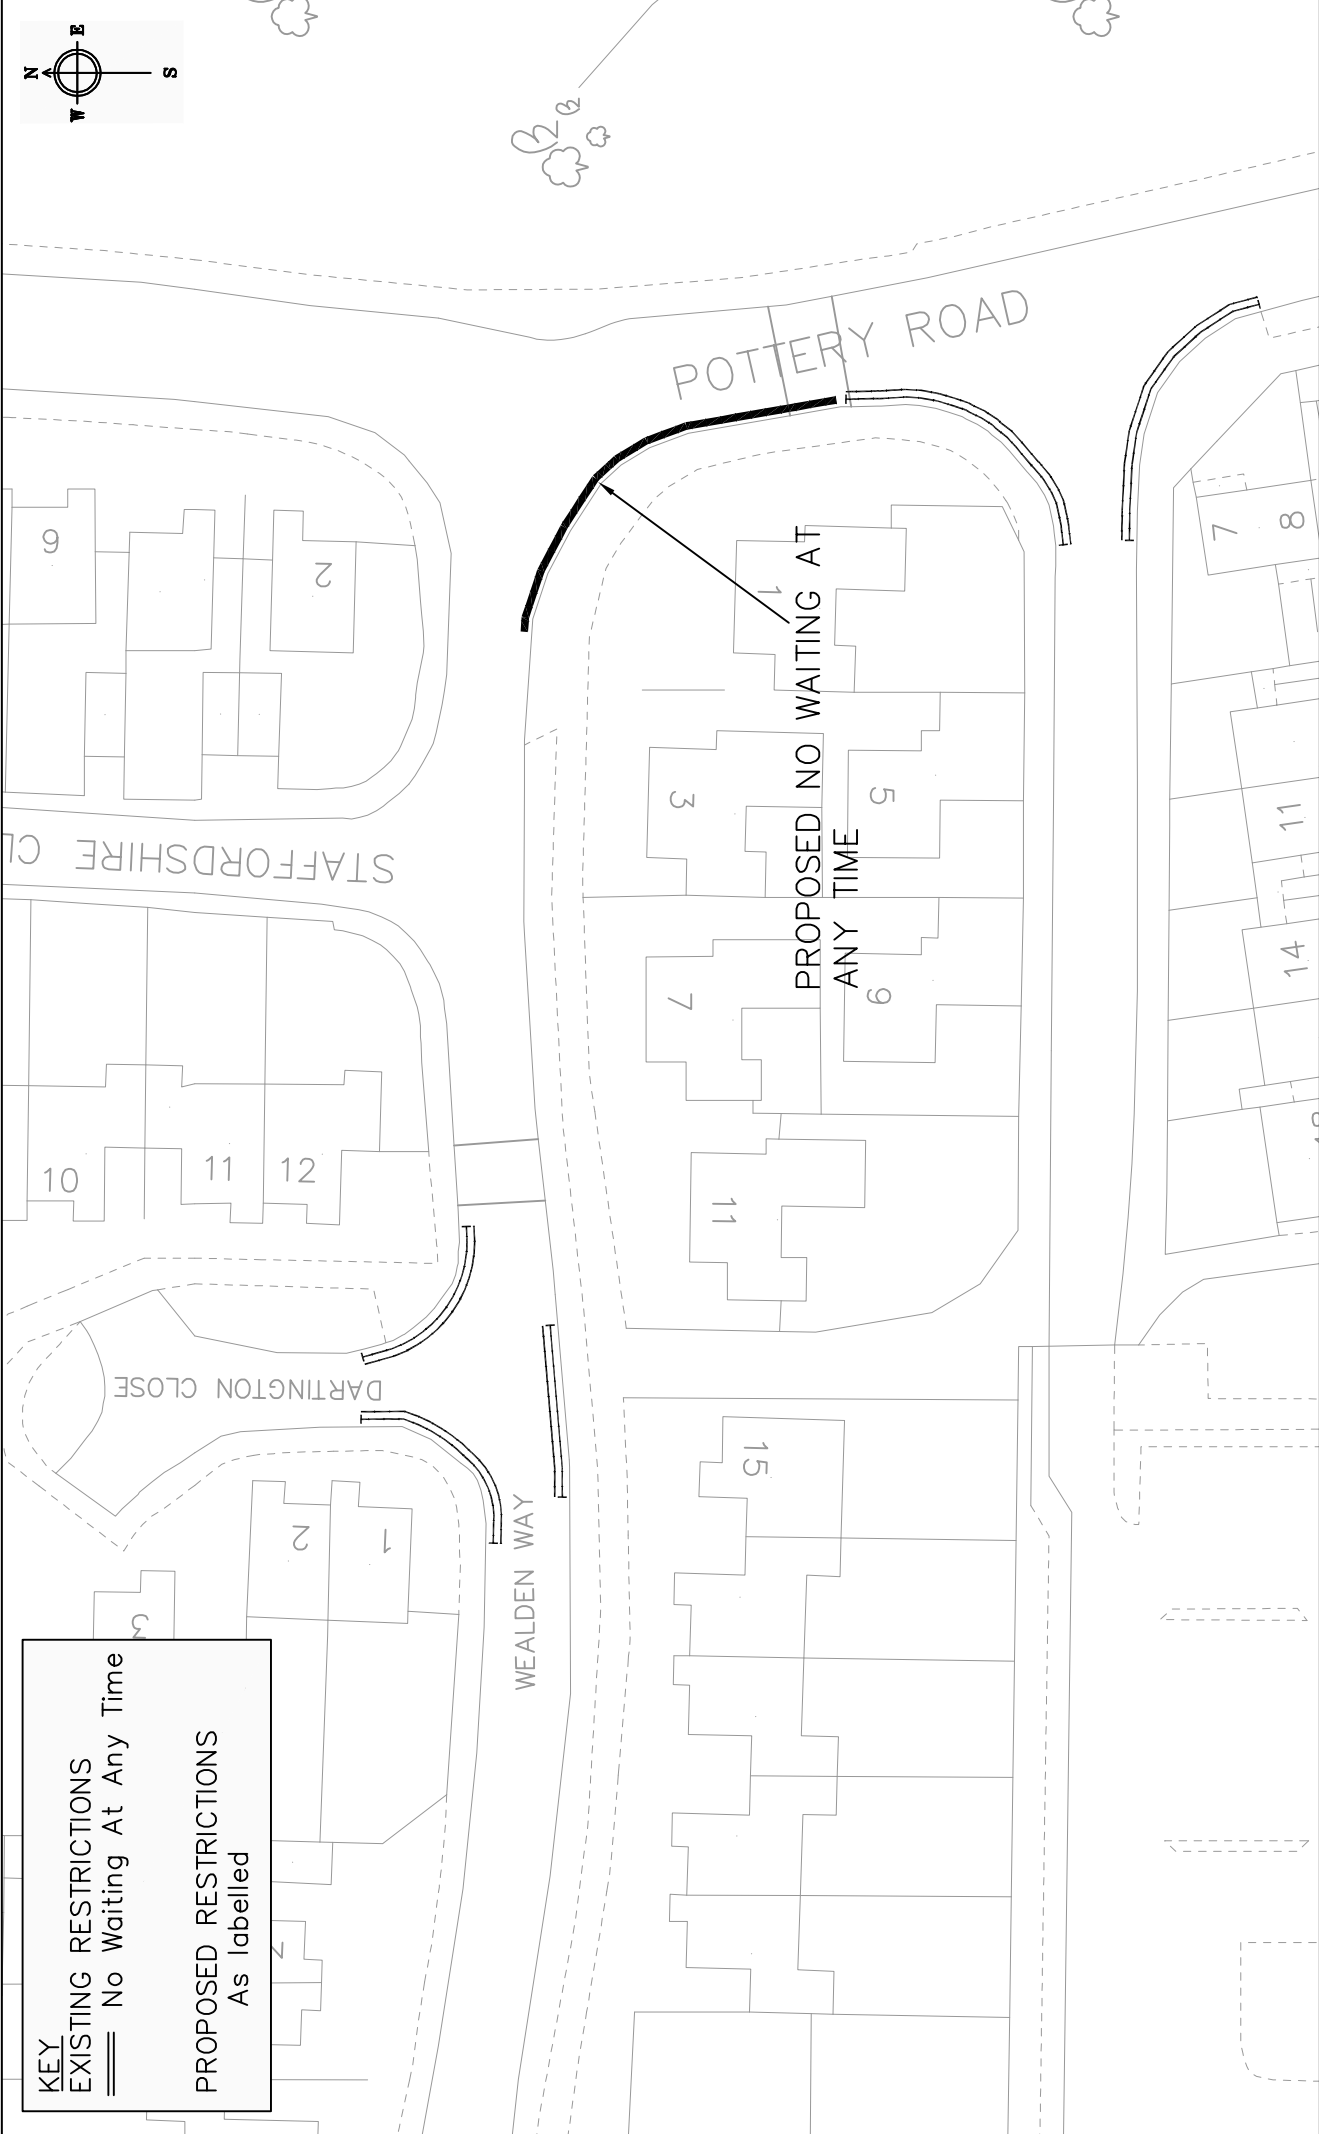 N
W E
S
KEY
EXISTING RESTRICTIONS
No Waiting At Any Time
PROPOSED RESTRICTIONS
As labelled
PROPOSED NO WAITING AT
ANY TIME
POTTERY ROAD
STAFFORDSHIRE CL
DARTINGTON CLOSE
WEALDEN WAY
9
2
10
11
12
3
2
1
1
3
5
7
9
11
15
7
8
11
14